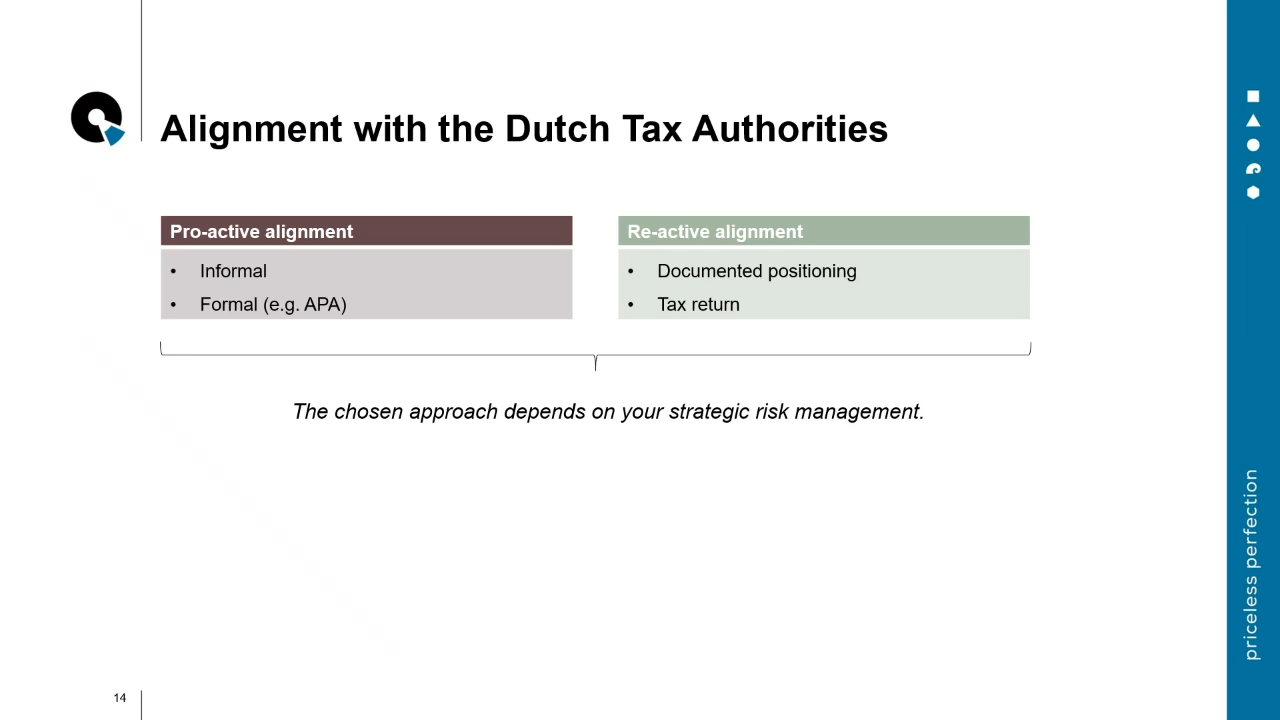 Alignment with the Dutch Tax Authorities
Pro-active alignment
• Informal
• Formal (e.g. APA)
Re-active alignment
• Documented positioning
• Tax return
The chosen approach depends on your strategic risk management.
priceless perfection
14